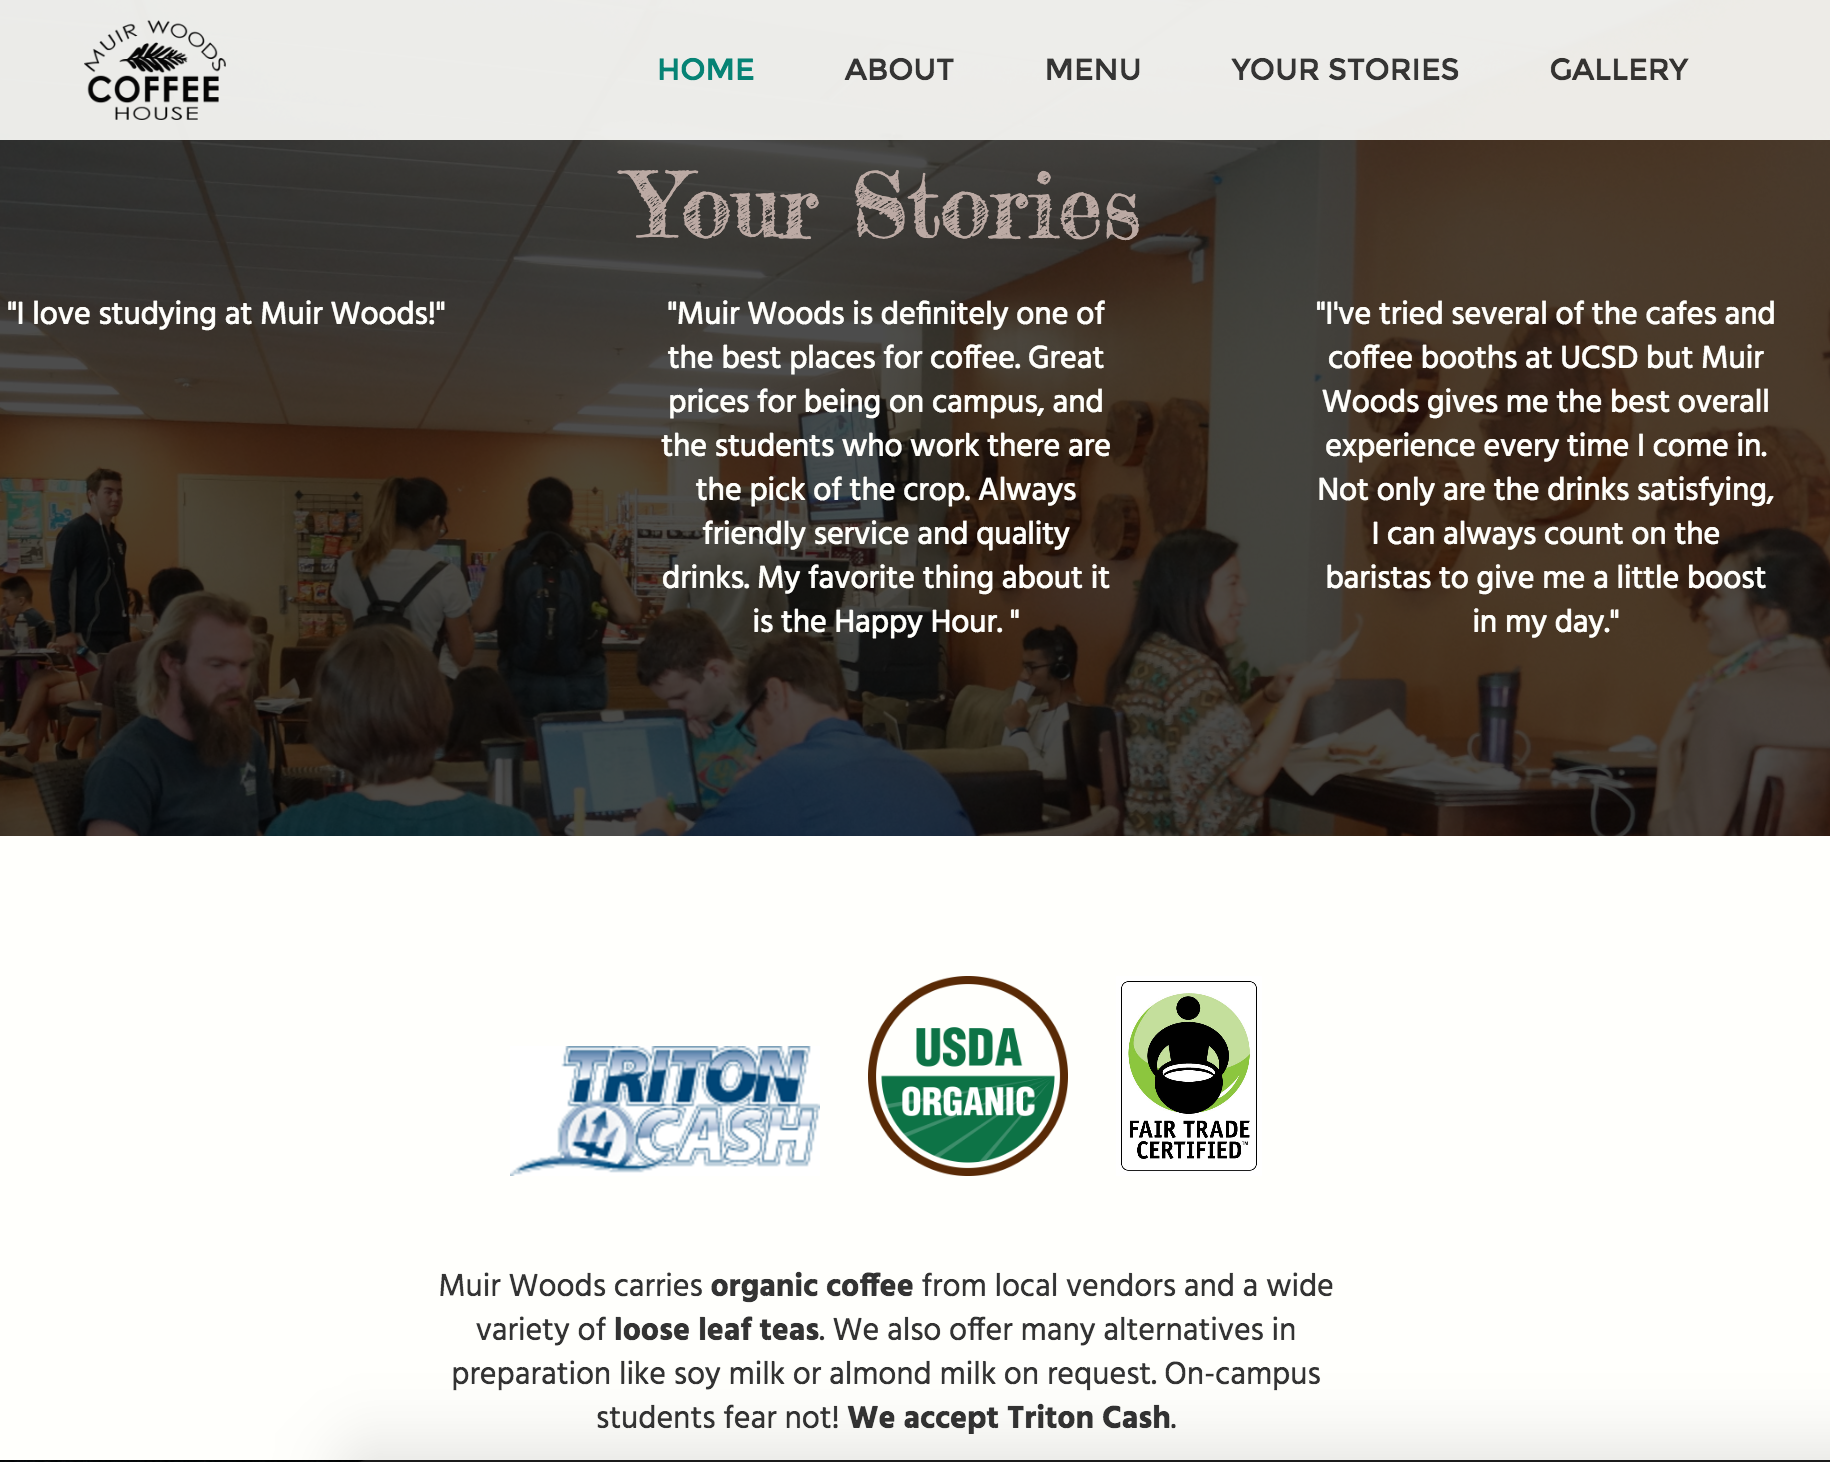 MUIR WOODS
COFFEE
HOUSE
HOME
ABOUT
MENU
YOUR STORIES
GALLERY
Your Stories
"I love studying at Muir Woods!"
"Muir Woods is definitely one of
the best places for coffee. Great
prices for being on campus, and
the students who work there are
the pick of the crop. Always
friendly service and quality
drinks. My favorite thing about it
is the Happy Hour. "
"I've tried several of the cafes and
coffee booths at UCSD but Muir
Woods gives me the best overall
experience every time I come in.
Not only are the drinks satisfying,
I can always count on the
baristas to give me a little boost
in my day."
TRITON
CASH
USDA
ORGANIC
FAIR TRADE
CERTIFIED™
Muir Woods carries organic coffee from local vendors and a wide
variety of loose leaf teas. We also offer many alternatives in
preparation like soy milk or almond milk on request. On-campus
students fear not! We accept Triton Cash.